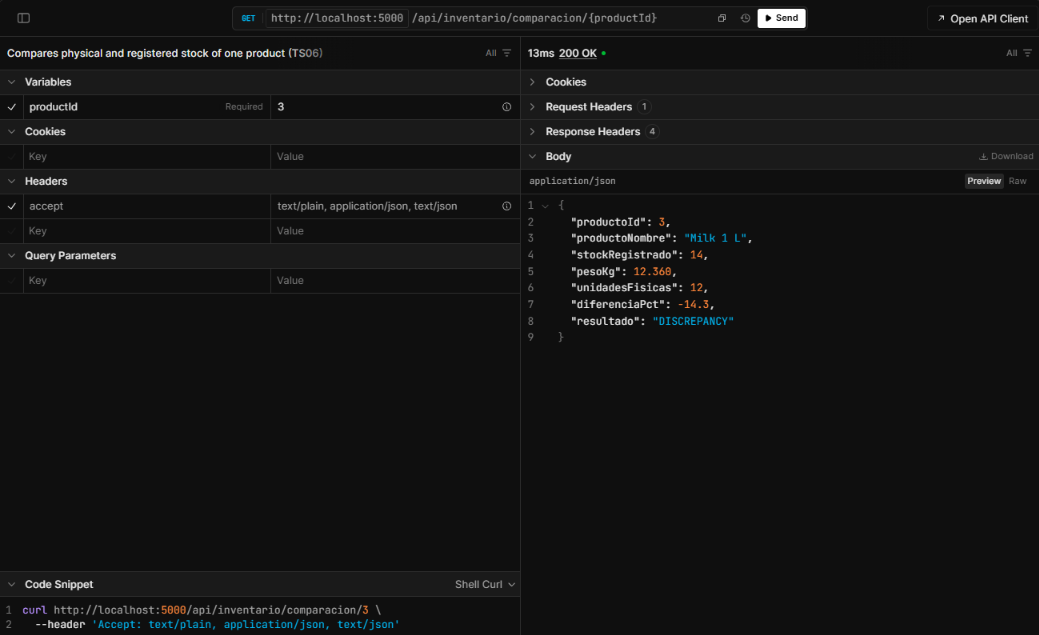 GET http://localhost:5000 /api/inventario/comparacion/{productId} Send Open API Client
Compares physical and registered stock of one product (TS06) All
Variables
productId Required 3
Cookies
Key Value
Headers
accept text/plain, application/json, text/json
Key Value
Query Parameters
Key Value
Code Snippet Shell Curl
1 curl http://localhost:5000/api/inventario/comparacion/3 \
2 --header 'Accept: text/plain, application/json, text/json'
13ms 200 OK All
Cookies
Request Headers 1
Response Headers 4
Body Download
application/json Preview Raw
1 {
2 "productoId": 3,
3 "productoNombre": "Milk 1 L",
4 "stockRegistrado": 14,
5 "pesoKg": 12.360,
6 "unidadesFisicas": 12,
7 "diferenciaPct": -14.3,
8 "resultado": "DISCREPANCY"
9 }